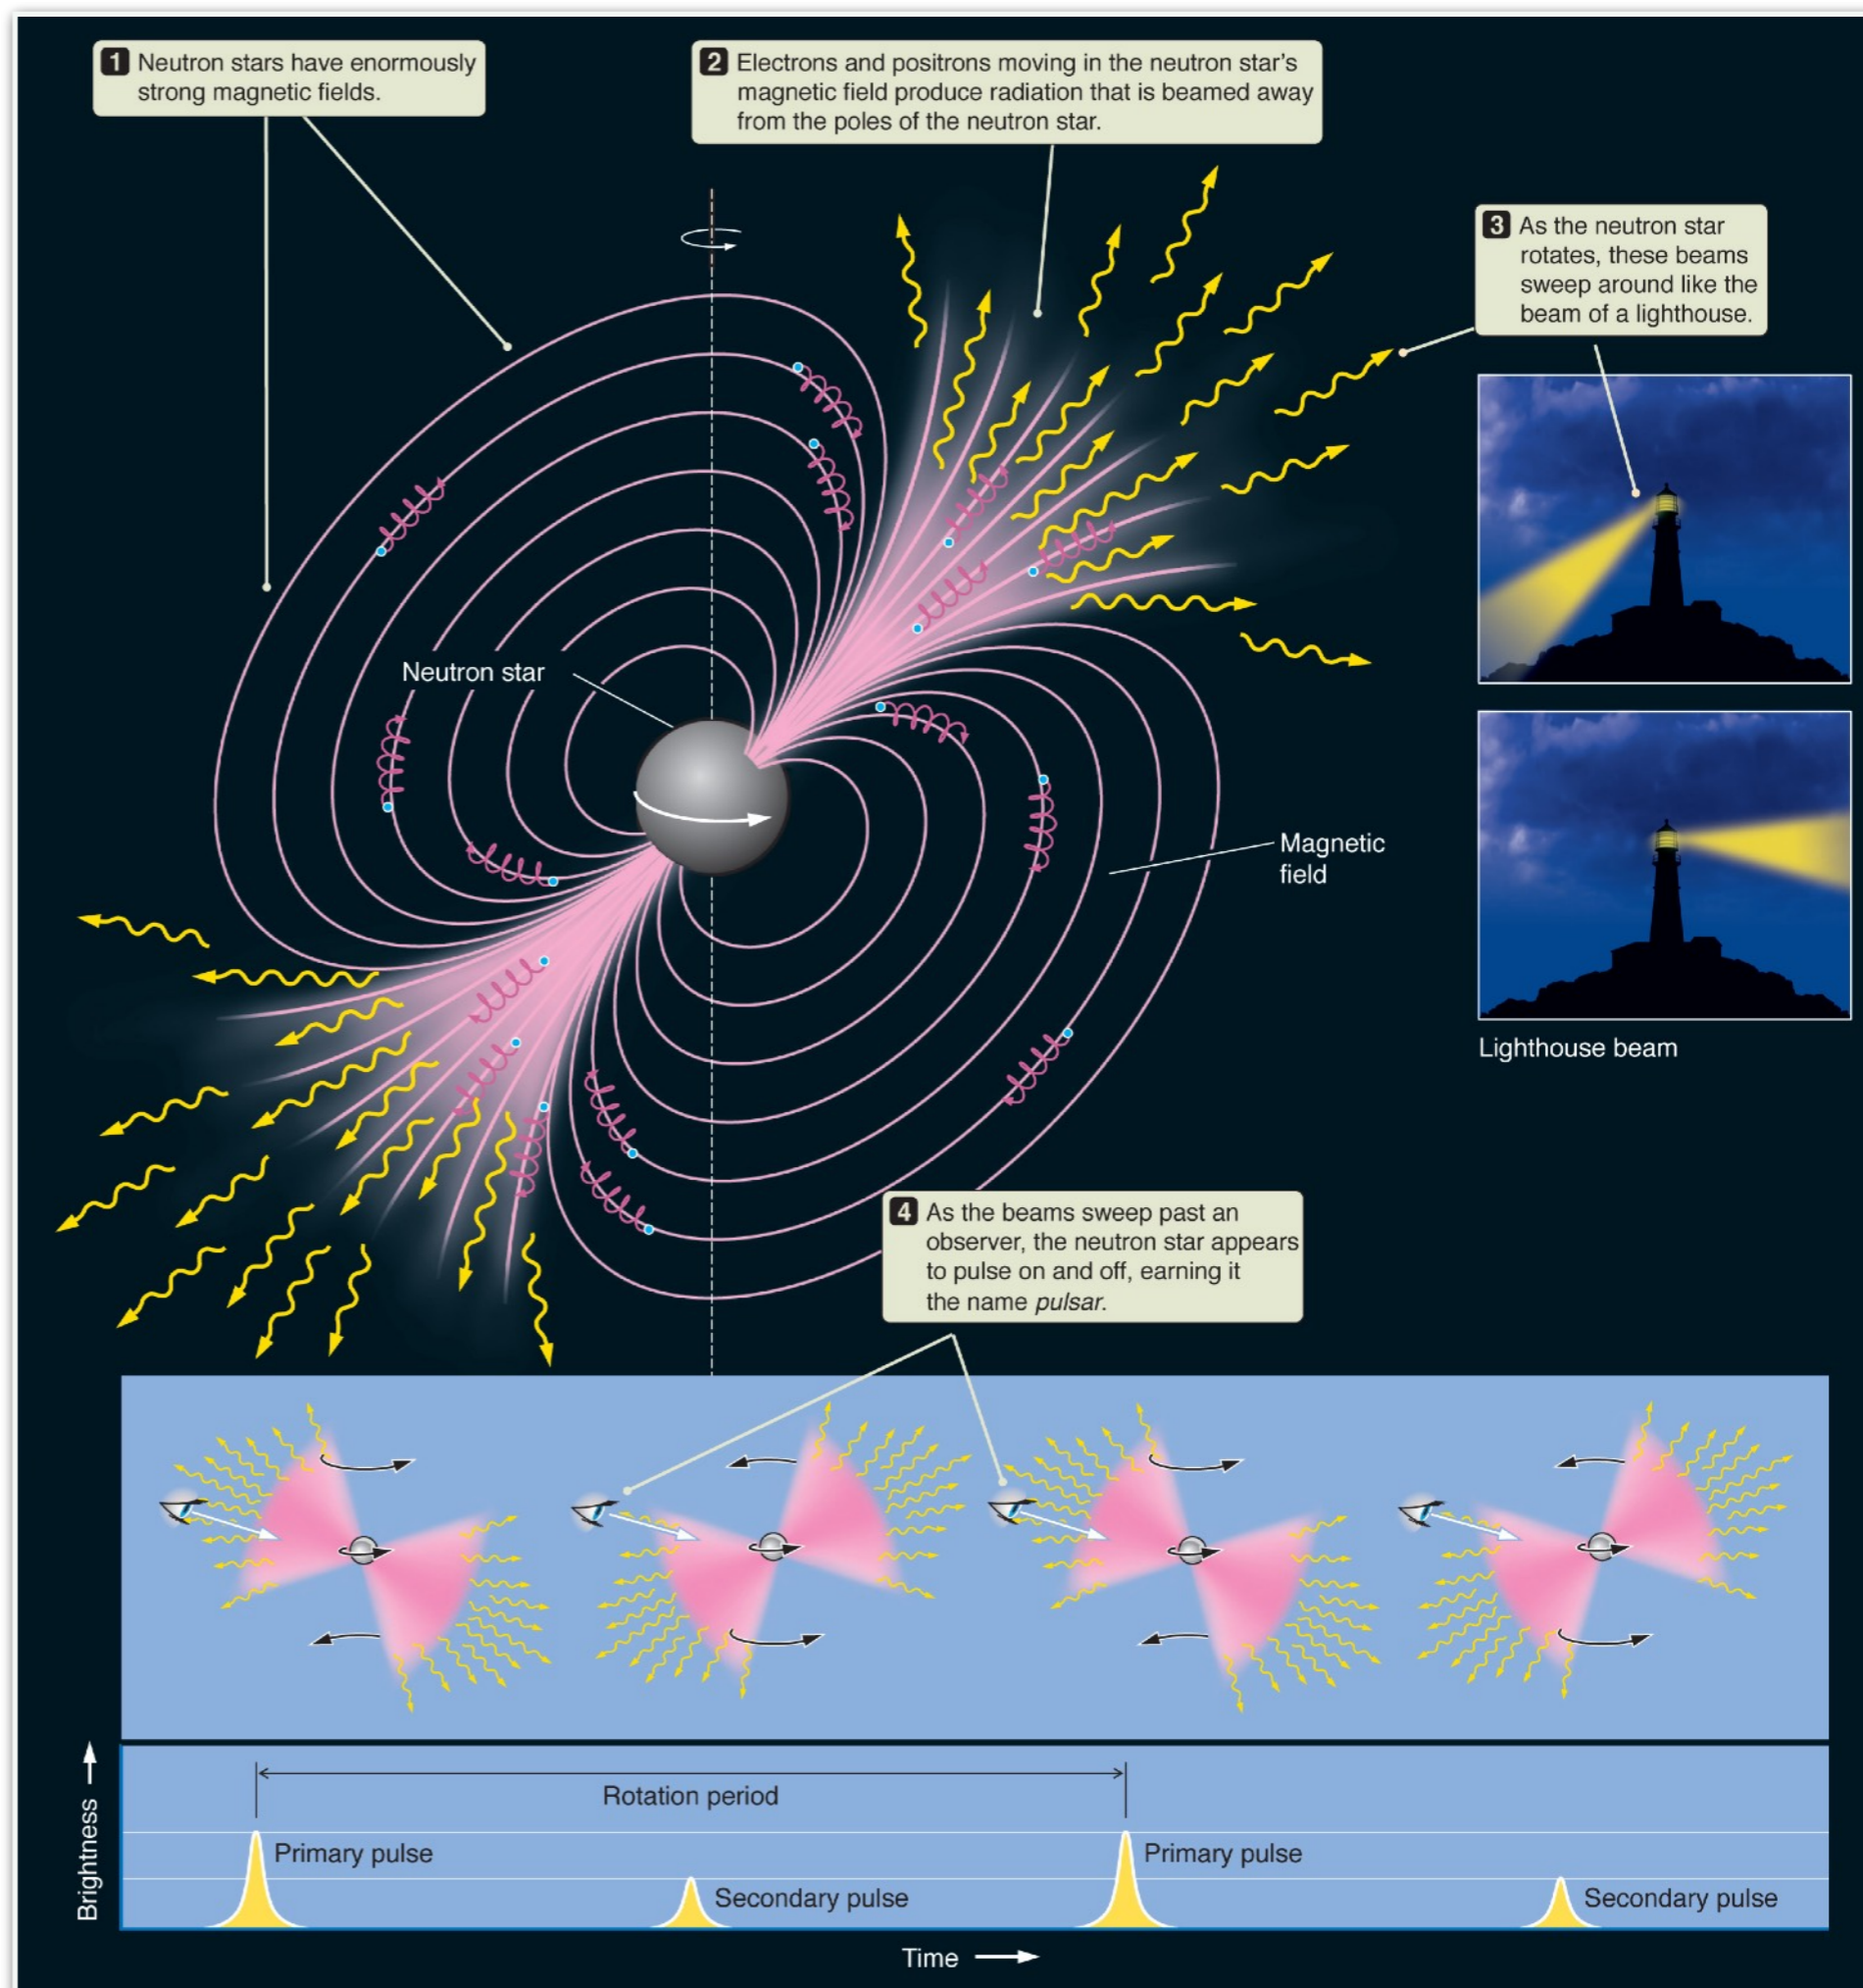 1 Neutron stars have enormously
strong magnetic fields.
2 Electrons and positrons moving in the neutron star's
magnetic field produce radiation that is beamed away
from the poles of the neutron star.
3 As the neutron star
rotates, these beams
sweep around like the
beam of a lighthouse.
Neutron star
Magnetic
field
Lighthouse beam
4 As the beams sweep past an
observer, the neutron star appears
to pulse on and off, earning it
the name pulsar.
Rotation period
Primary pulse
Secondary pulse
Primary pulse
Secondary pulse
Brightness
Time